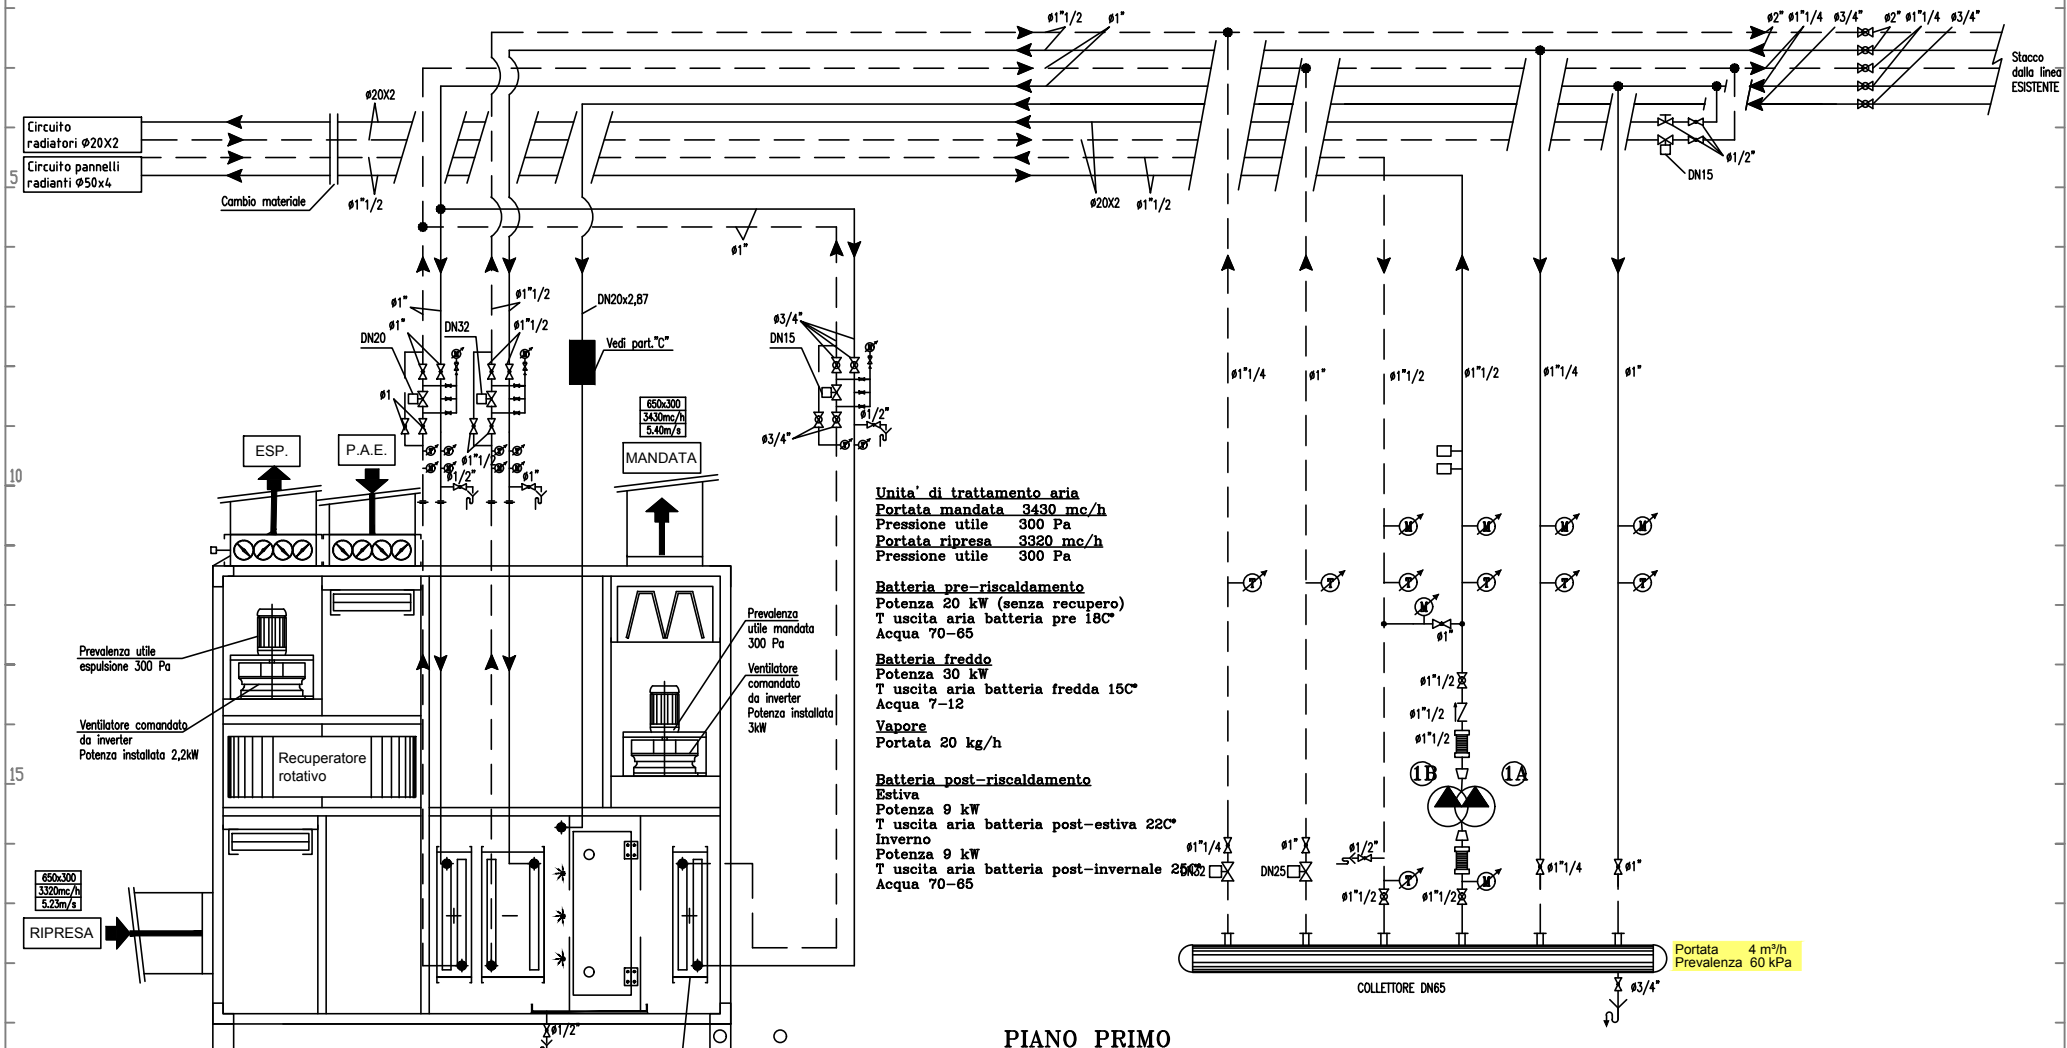 ø1"1/2
ø1"
ø2"
ø1"1/4
ø3/4"
ø2"
ø1"1/4
ø3/4"
Stacco
dalla linea
ESISTENTE
ø20X2
Circuito
radiatori Ø20X2
Circuito pannelli
radianti Ø50x4
5
Cambio materiale
ø1"1/2
ø20X2
ø1"1/2
ø1/2"
DN15
ø1"
ø1"
ø1"1/2
DN20x2,87
ø1"
DN20
DN32
ø1"1/2
Vedi part."C"
ø3/4"
DN15
ø1"1/4
ø1"
ø1"1/2
ø1"1/2
ø1"1/4
ø1"
ø1
650x300
3430mc/h
5.40m/s
MANDATA
ø1/2"
ø3/4"
ESP.
P.A.E.
ø1"1/2
ø1/2"
ø1"
10
Unita' di trattamento aria
Portata mandata 3430 mc/h
Pressione utile 300 Pa
Portata ripresa 3320 mc/h
Pressione utile 300 Pa
Batteria pre-riscaldamento
Potenza 20 kW (senza recupero)
T uscita aria batteria pre 18C°
Acqua 70-65
Batteria freddo
Potenza 30 kW
T uscita aria batteria fredda 15C°
Acqua 7-12
Vapore
Portata 20 kg/h
Batteria post-riscaldamento
Estiva
Potenza 9 kW
T uscita aria batteria post-estiva 22C°
Inverno
Potenza 9 kW
T uscita aria batteria post-invernale
Acqua 70-65
M
M
M
M
T
T
T
T
T
T
M
ø1"
Prevalenza utile
espulsione 300 Pa
Prevalenza
utile mandata
300 Pa
Ventilatore
comandato
da inverter
Potenza installata
3kW
Ventilatore comandato
da inverter
Potenza installata 2,2kW
Recuperatore
rotativo
15
ø1"1/2
ø1"1/2
ø1"1/2
1B
1A
ø1"1/4
ø1"
ø1/2"
DN32
DN25
ø1"1/4
ø1"
T
M
ø1"1/2
ø1"1/2
650x300
3320mc/h
5.23m/s
RIPRESA
Portata 4 m³/h
Prevalenza 60 kPa
COLLETTORE DN65
ø3/4"
ø1/2"
PIANO PRIMO